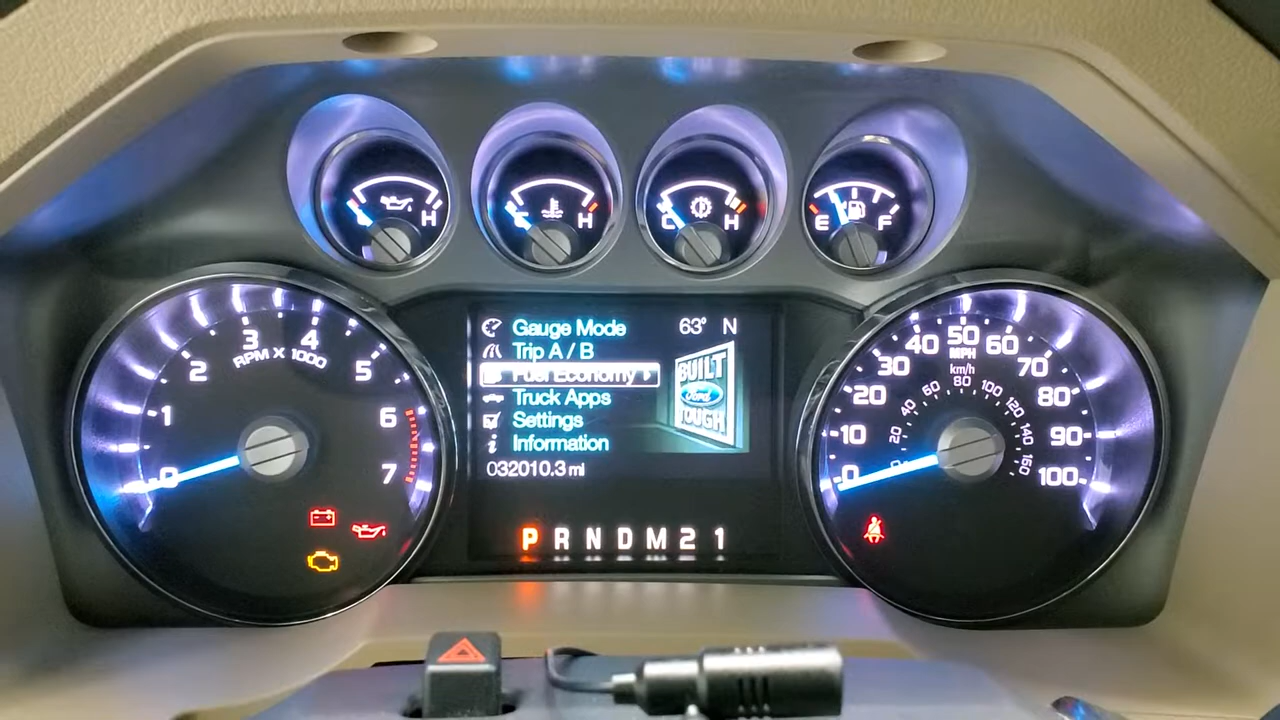 L H
C H
C H
E F
1 2 3 4 5 6 7
0
RPM X 1000
Gauge Mode
63° N
Trip A / B
Fuel Economy
Truck Apps
Settings
Information
032010.3 mi
BUILT
Ford
TOUGH
P R N D M 2 1
0 10 20 30 40 50 60 70 80 90 100
MPH
km/h
0 20 40 60 80 100 120 140 160